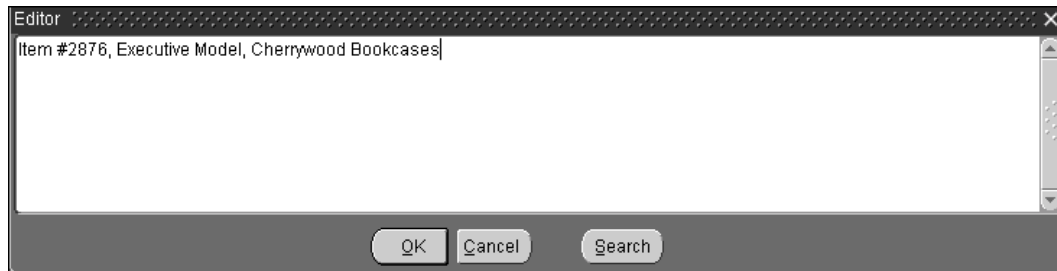 Editor
Item #2876, Executive Model, Cherrywood Bookcases
OK Cancel Search